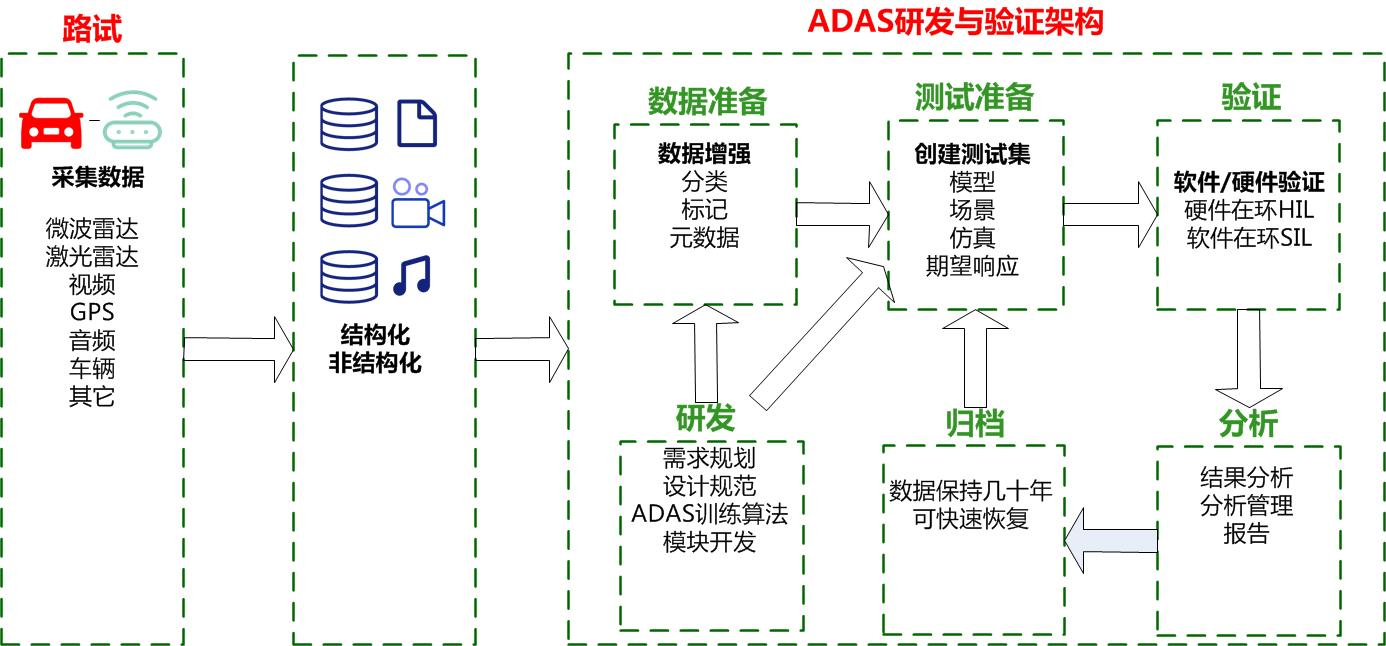 路试
采集数据
微波雷达
激光雷达
视频
GPS
音频
车辆
其它
结构化
非结构化
ADAS研发与验证架构
数据准备
数据增强
分类
标记
元数据
测试准备
创建测试集
模型
场景
仿真
期望响应
验证
软件/硬件验证
硬件在环HIL
软件在环SIL
研发
需求规划
设计规范
ADAS训练算法
模块开发
归档
数据保持几十年
可快速恢复
分析
结果分析
分析管理
报告